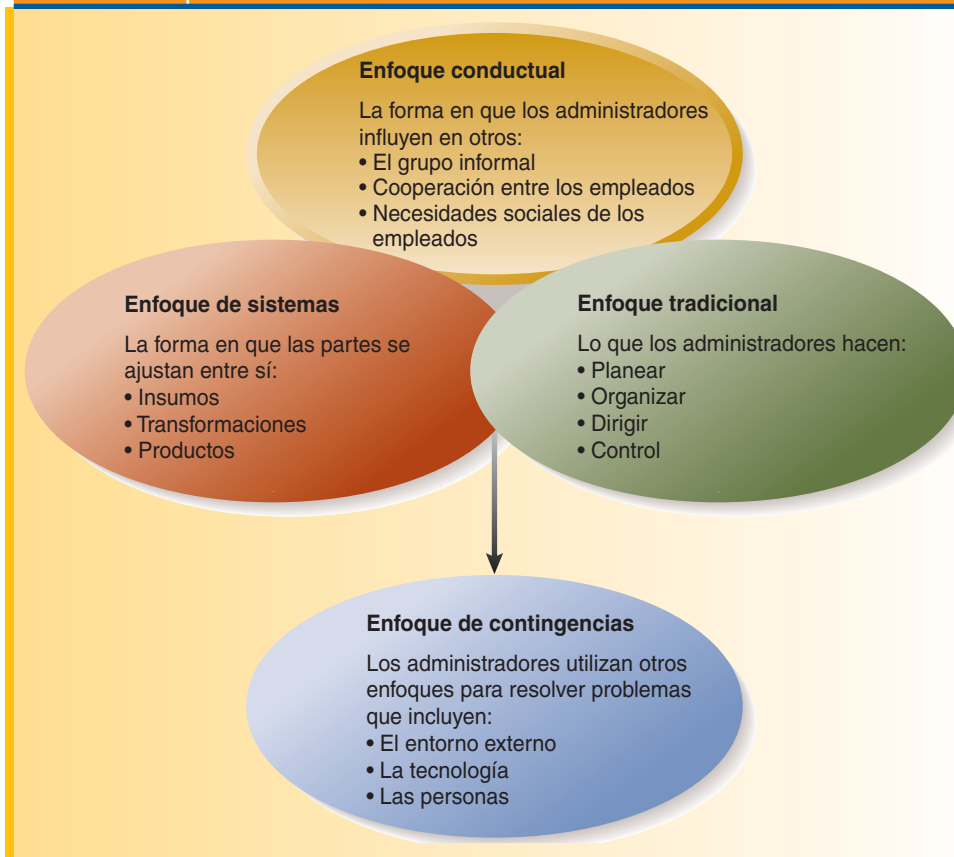 Enfoque conductual
La forma en que los administradores
influyen en otros:
• El grupo informal
• Cooperación entre los empleados
• Necesidades sociales de los
empleados
Enfoque de sistemas
La forma en que las partes se
ajustan entre sí:
• Insumos
• Transformaciones
• Productos
Enfoque tradicional
Lo que los administradores hacen:
• Planear
• Organizar
• Dirigir
• Control
Enfoque de contingencias
Los administradores utilizan otros
enfoques para resolver problemas
que incluyen:
• El entorno externo
• La tecnología
• Las personas